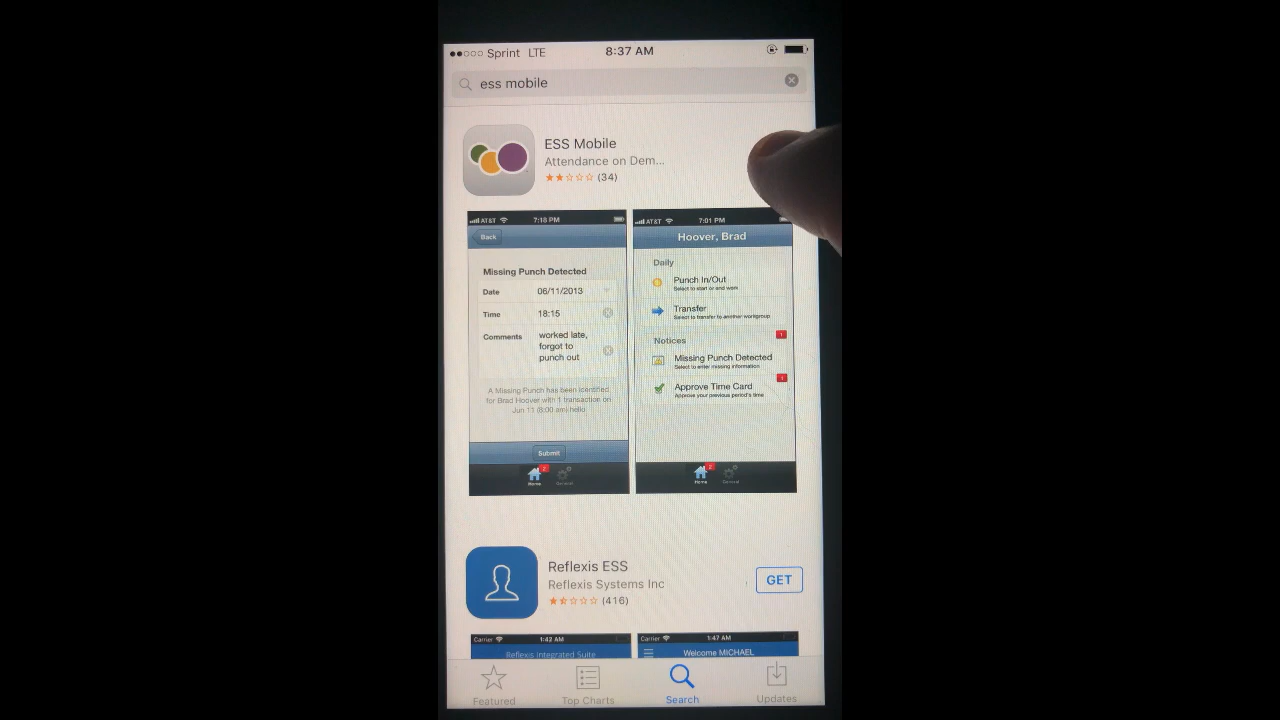 Sprint LTE 8:37 AM
ess mobile
ESS Mobile
Attendance on Dem...
(34)
AT&T 7:18 PM
Back
Missing Punch Detected
Date 06/11/2013
Time 18:15
Comments worked late,
forgot to
punch out
A Missing Punch has been identified
for Brad Hoover with 1 transaction on
Jun 11 (8:00 am) hello
Submit
2
Home General
AT&T 7:01 PM
Hoover, Brad
Daily
Punch In/Out
Select to start or end work
Transfer
Select to transfer to another workgroup
1
Notices
Missing Punch Detected
Select to enter missing information
1
Approve Time Card
Approve your previous period's time
2
Home General
Reflexis ESS
Reflexis Systems Inc
(416)
GET
Carrier 1:42 AM
Reflexis Integrated Suite
Carrier 1:47 AM
Welcome MICHAEL
Featured Top Charts Search Updates